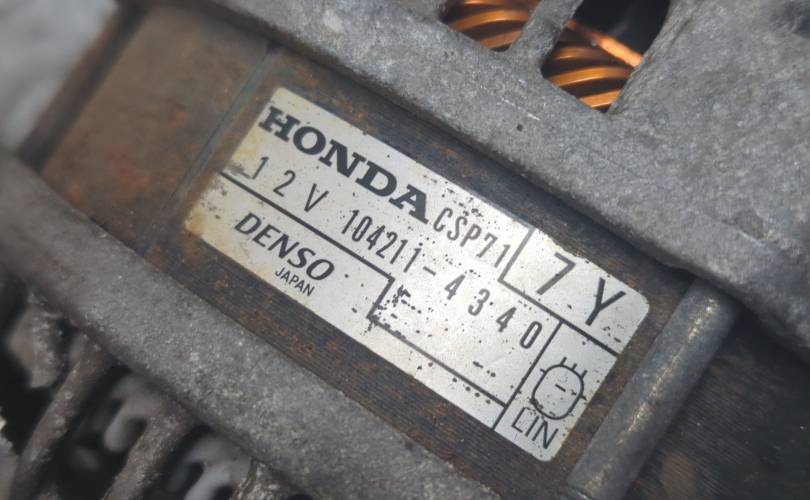 HONDA CSP71 7Y
12V 104211-4340
DENSO
JAPAN
LIN